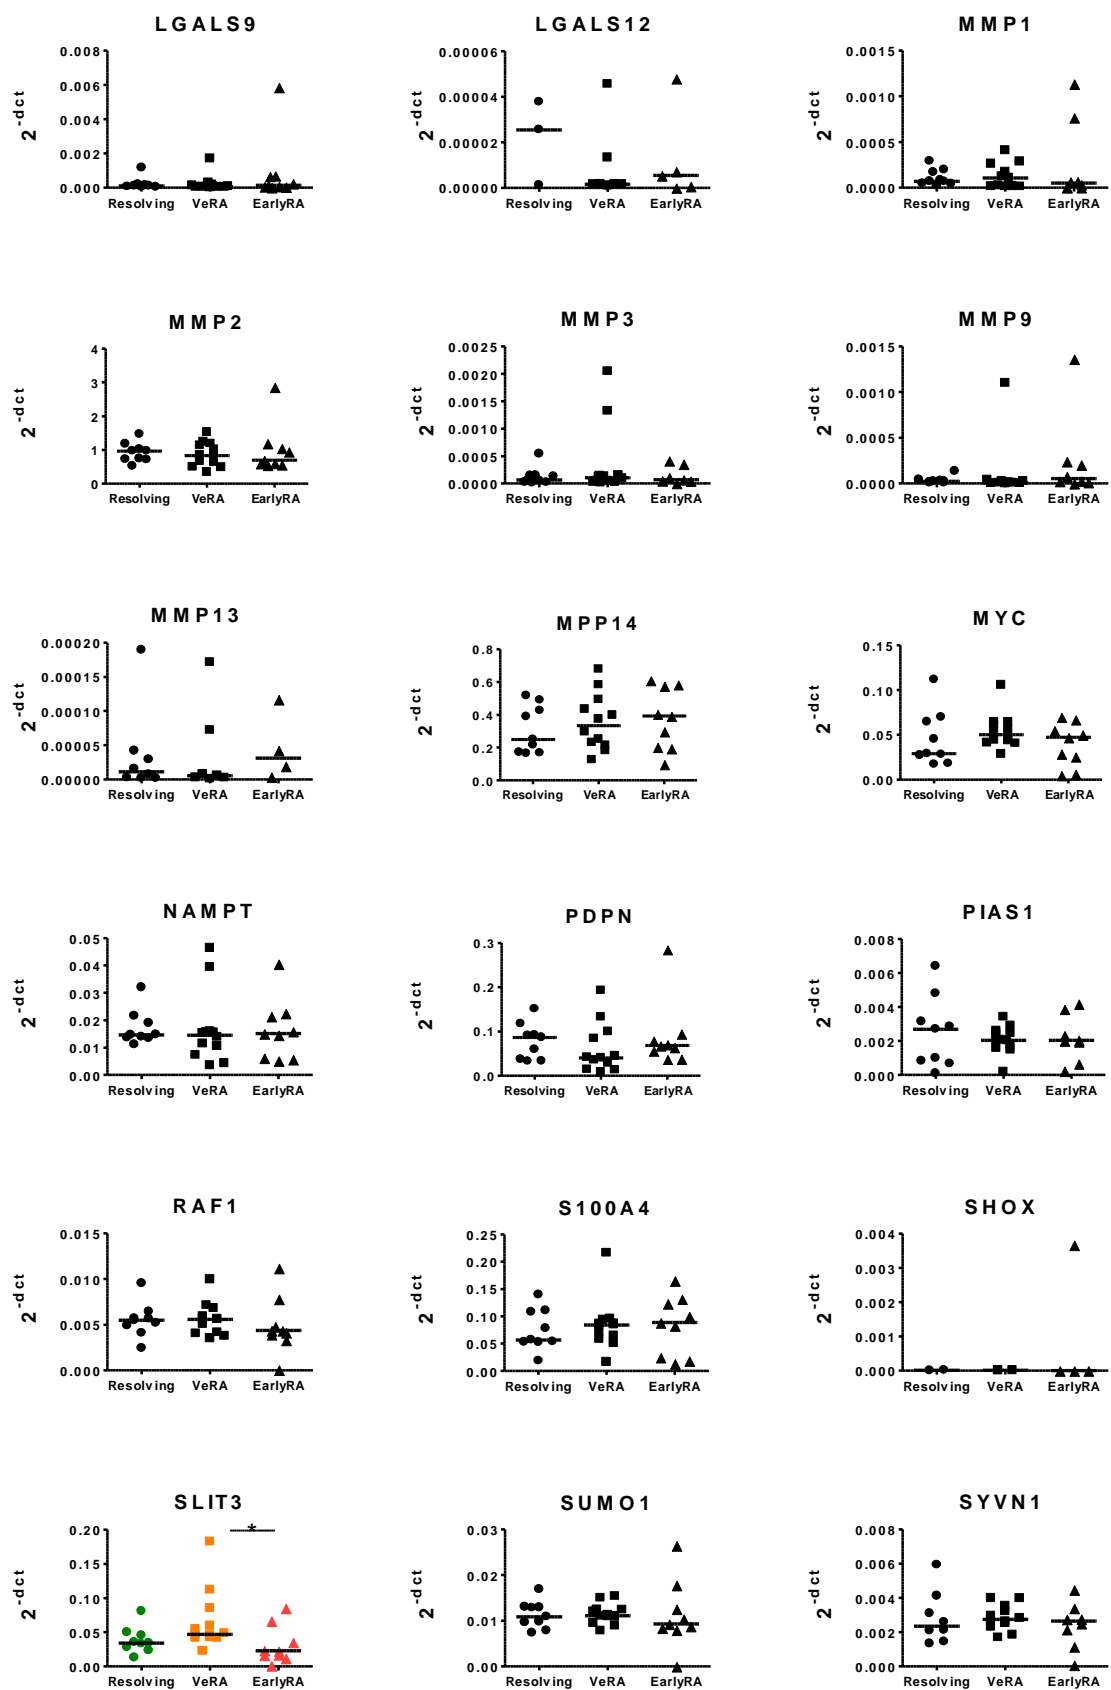 LGALS9
LGALS12
MMP1
2^-dct
0.008
0.006
0.004
0.002
0.000
Resolving VeRA EarlyRA
2^-dct
0.00006
0.00004
0.00002
0.00000
Resolving VeRA EarlyRA
2^-dct
0.0015
0.0010
0.0005
0.0000
Resolving VeRA EarlyRA
MMP2
MMP3
MMP9
2^-dct
4
3
2
1
0
Resolving VeRA EarlyRA
2^-dct
0.0025
0.0020
0.0015
0.0010
0.0005
0.0000
Resolving VeRA EarlyRA
2^-dct
0.0015
0.0010
0.0005
0.0000
Resolving VeRA EarlyRA
MMP13
MPP14
MYC
2^-dct
0.00020
0.00015
0.00010
0.00005
0.00000
Resolving VeRA EarlyRA
2^-dct
0.8
0.6
0.4
0.2
0.0
Resolving VeRA EarlyRA
2^-dct
0.15
0.10
0.05
0.00
Resolving VeRA EarlyRA
NAMPT
PDPN
PIAS1
2^-dct
0.05
0.04
0.03
0.02
0.01
0.00
Resolving VeRA EarlyRA
2^-dct
0.3
0.2
0.1
0.0
Resolving VeRA EarlyRA
2^-dct
0.008
0.006
0.004
0.002
0.000
Resolving VeRA EarlyRA
RAF1
S100A4
SHOX
2^-dct
0.015
0.010
0.005
0.000
Resolving VeRA EarlyRA
2^-dct
0.25
0.20
0.15
0.10
0.05
0.00
Resolving VeRA EarlyRA
2^-dct
0.004
0.003
0.002
0.001
0.000
Resolving VeRA EarlyRA
SLIT3
SUMO1
SYVN1
2^-dct
0.20
0.15
0.10
0.05
0.00
*
Resolving VeRA EarlyRA
2^-dct
0.03
0.02
0.01
0.00
Resolving VeRA EarlyRA
2^-dct
0.008
0.006
0.004
0.002
0.000
Resolving VeRA EarlyRA